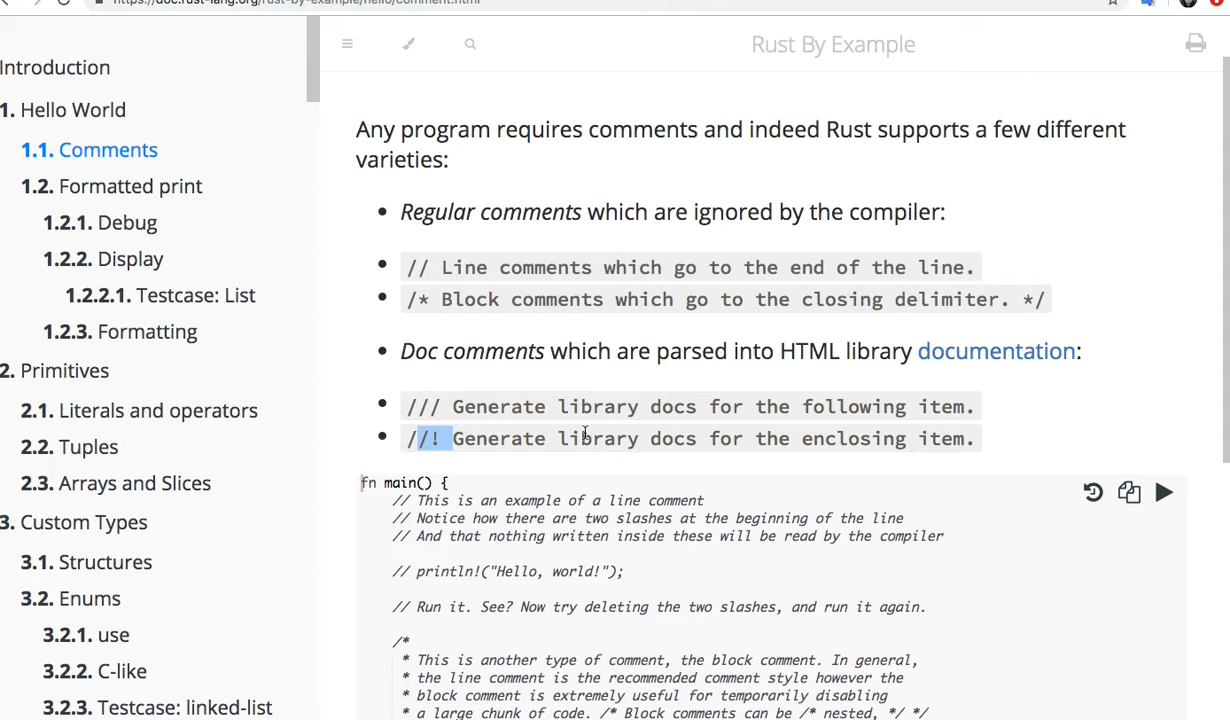 https://doc.rust-lang.org/rust-by-example/hello/comment.html
Rust By Example
Introduction
1. Hello World
1.1. Comments
1.2. Formatted print
1.2.1. Debug
1.2.2. Display
1.2.2.1. Testcase: List
1.2.3. Formatting
2. Primitives
2.1. Literals and operators
2.2. Tuples
2.3. Arrays and Slices
3. Custom Types
3.1. Structures
3.2. Enums
3.2.1. use
3.2.2. C-like
3.2.3. Testcase: linked-list
Any program requires comments and indeed Rust supports a few different
varieties:
• Regular comments which are ignored by the compiler:
• // Line comments which go to the end of the line.
• /* Block comments which go to the closing delimiter. */
• Doc comments which are parsed into HTML library documentation:
• /// Generate library docs for the following item.
• //! Generate library docs for the enclosing item.
fn main() {
// This is an example of a line comment
// Notice how there are two slashes at the beginning of the line
// And that nothing written inside these will be read by the compiler
// println!("Hello, world!");
// Run it. See? Now try deleting the two slashes, and run it again.
/*
* This is another type of comment, the block comment. In general,
* the line comment is the recommended comment style however the
* block comment is extremely useful for temporarily disabling
* a large chunk of code. /* Block comments can be /* nested, */ */